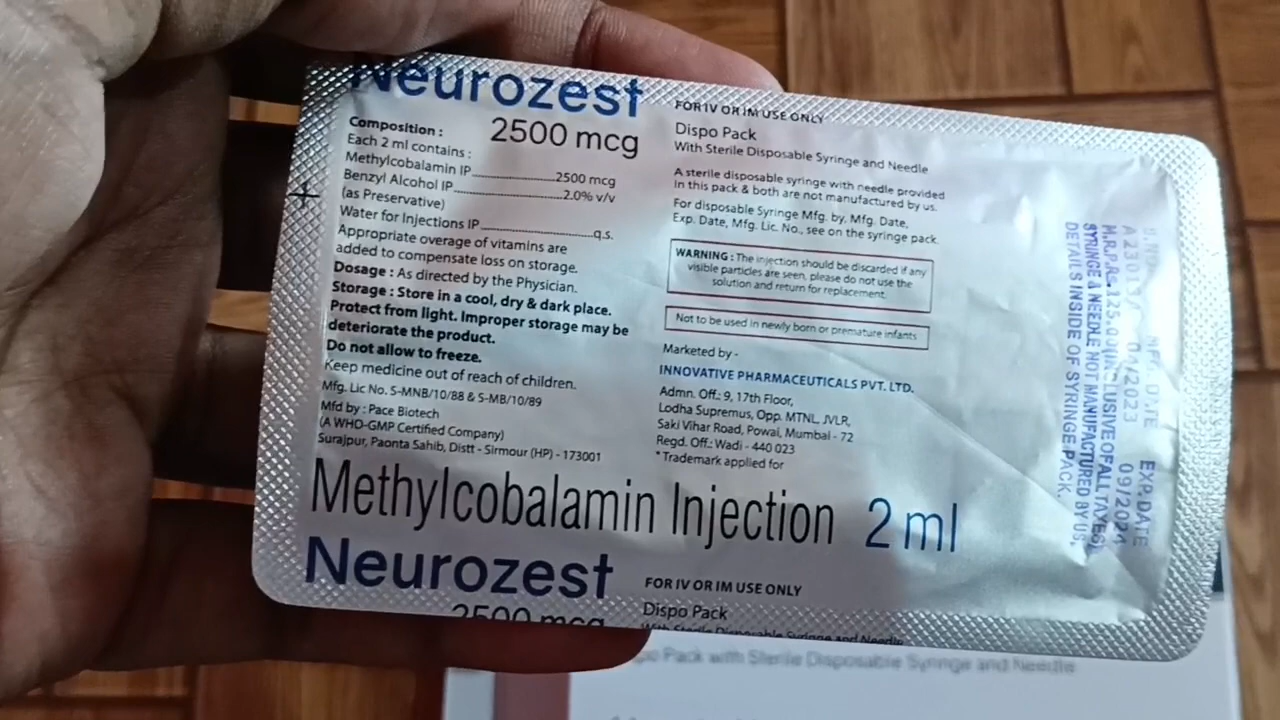 Neurozest
2500 mcg
Composition :
Each 2 ml contains :
Methylcobalamin IP..............................2500 mcg
Benzyl Alcohol IP..............................2.0% v/v
(as Preservative)
Water for Injections IP..............................q.s.
Appropriate overage of vitamins are
added to compensate loss on storage.
Dosage : As directed by the Physician.
Storage : Store in a cool, dry & dark place.
Protect from light. Improper storage may be
deteriorate the product.
Do not allow to freeze.
Keep medicine out of reach of children.
Mfg. Lic No. S-MNB/10/88 & S-MB/10/89
Mfd by : Pace Biotech
(A WHO-GMP Certified Company)
Surajpur, Paonta Sahib, Distt - Sirmour (HP) - 173001
FOR IV OR IM USE ONLY
Dispo Pack
With Sterile Disposable Syringe and Needle
A sterile disposable syringe with needle provided
In this pack & both are not manufactured by us.
For disposable Syringe Mfg. by, Mfg. Date,
Exp. Date, Mfg. Lic. No., see on the syringe pack.
WARNING : The injection should be discarded if any
visible particles are seen, please do not use the
solution and return for replacement.
Not to be used in newly born or premature infants
Marketed by -
INNOVATIVE PHARMACEUTICALS PVT. LTD.
Admn. Off.: 9, 17th Floor,
Lodha Supremus, Opp. MTNL, JVLR,
Saki Vihar Road, Powai, Mumbai - 72
Regd. Off.: Wadi - 440 023
* Trademark applied for
Methylcobalamin Injection 2 ml
Neurozest
2500 mcg
FOR IV OR IM USE ONLY
Dispo Pack
With Sterile Disposable Syringe and Needle
DATE EXP.DATE
/2023 09/2024
M.R.P.Rs.125.00(INCLUSIVE OF ALL TAXES)
SYRINGE & NEEDLE NOT MANUFACTURED BY US.
DETAILS INSIDE OF SYRINGE PACK.
Pack with Sterile Disposable Syringe and Needle